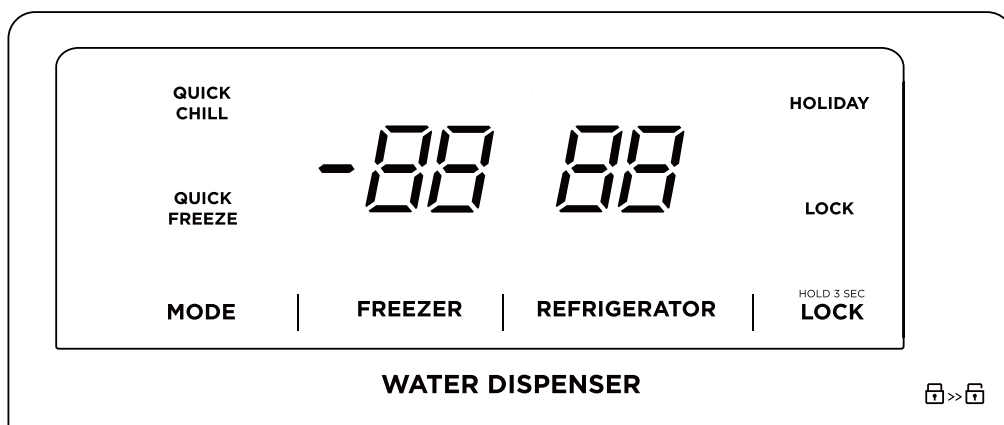 QUICK
CHILL
HOLIDAY
-88 88
QUICK
FREEZE
LOCK
HOLD 3 SEC
MODE FREEZER REFRIGERATOR LOCK
WATER DISPENSER
>>